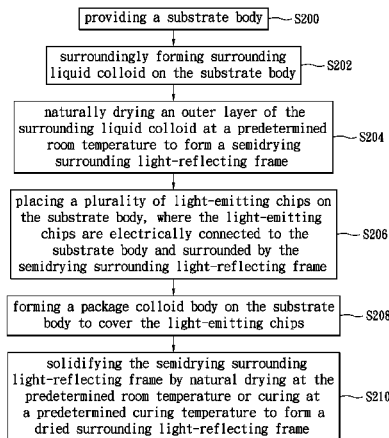 providing a substrate body
S200
surroundingly forming surrounding
liquid colloid on the substrate body
S202
naturally drying an outer layer of the
surrounding liquid colloid at a predetermined
room temperature to form a semidrying
surrounding light-reflecting frame
S204
placing a plurality of light-emitting chips on
the substrate body, where the light-emitting
chips are electrically connected to the
substrate body and surrounded by the
semidrying surrounding light-reflecting frame
S206
forming a package colloid body on the substrate
body to cover the light-emitting chips
S208
solidifying the semidrying surrounding
light-reflecting frame by natural drying at the
predetermined room temperature or curing at
a predetermined curing temperature to form a
dried surrounding light-reflecting frame
S210